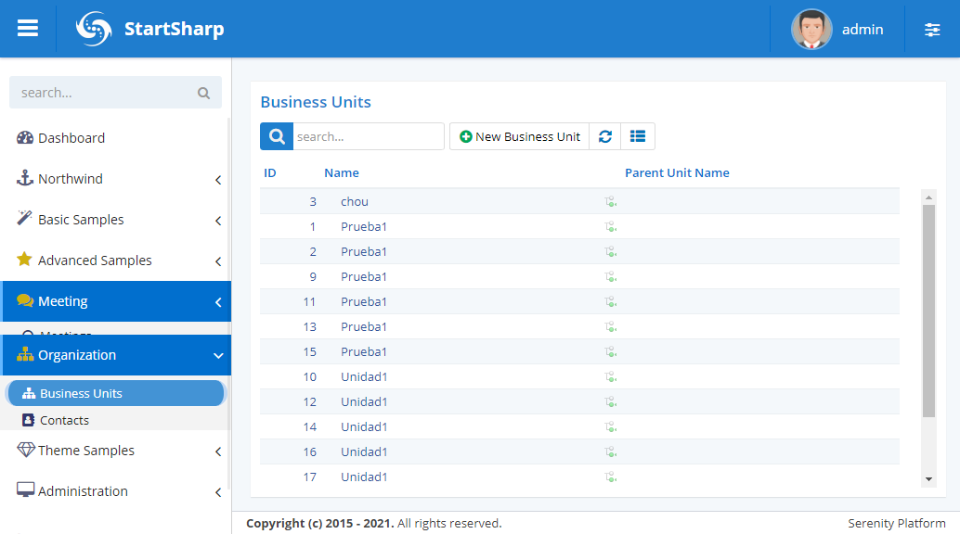 StartSharp
admin
search...
Dashboard
Northwind
Basic Samples
Advanced Samples
Meeting
Meetings
Organization
Business Units
Contacts
Theme Samples
Administration
Business Units
search...
New Business Unit
ID Name Parent Unit Name
3 chou
1 Prueba1
2 Prueba1
9 Prueba1
11 Prueba1
13 Prueba1
15 Prueba1
10 Unidad1
12 Unidad1
14 Unidad1
16 Unidad1
17 Unidad1
Copyright (c) 2015 - 2021. All rights reserved.
Serenity Platform